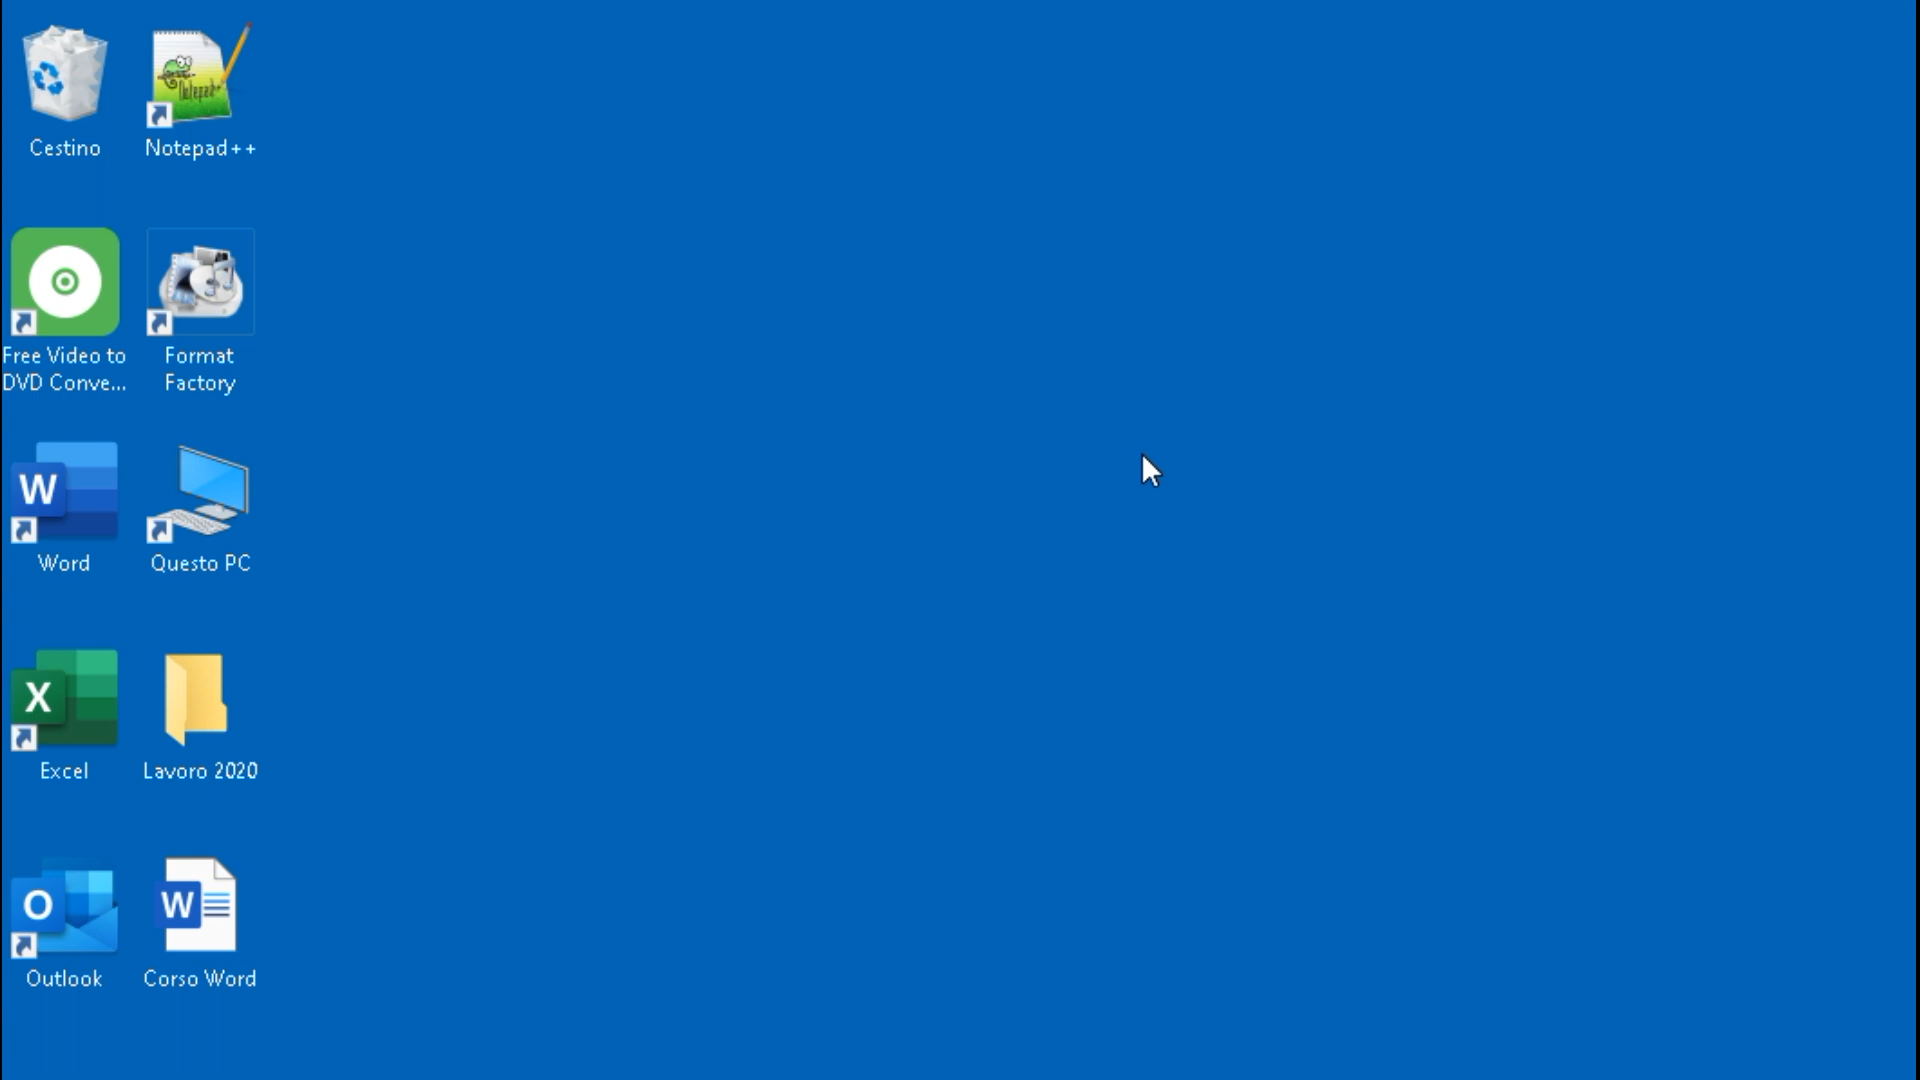 Cestino
Notepad++
Free Video to
DVD Conve...
Format
Factory
W
Word
Questo PC
X
Excel
Lavoro 2020
O
Outlook
W
Corso Word